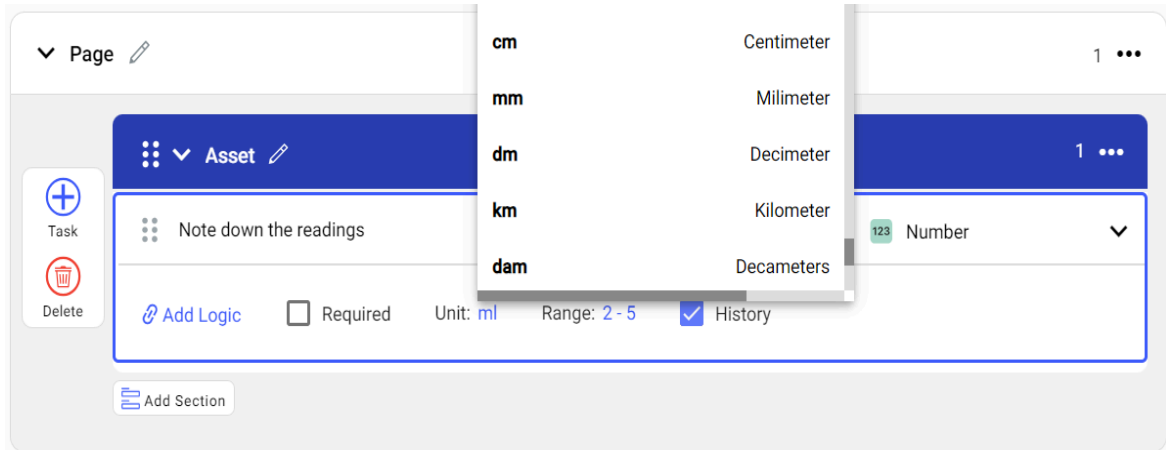 Page
1
cm Centimeter
mm Milimeter
dm Decimeter
km Kilometer
dam Decameters
Asset
1
Task
Delete
Note down the readings
123 Number
Add Logic
Required
Unit: ml
Range: 2 - 5
History
Add Section